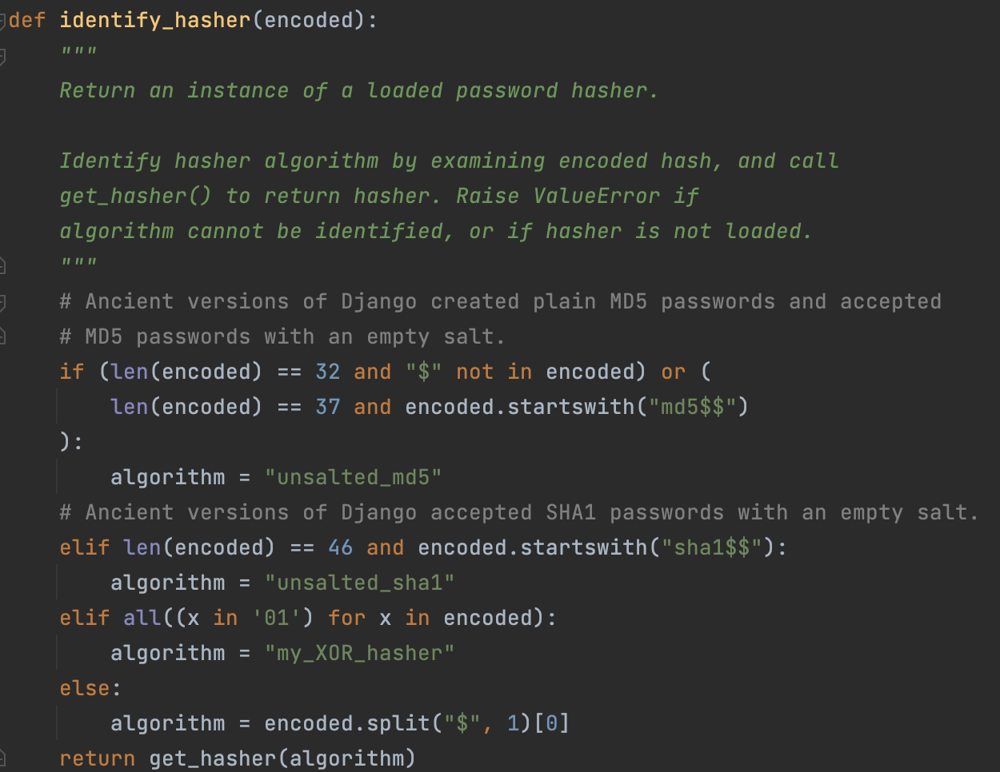 def identify_hasher(encoded):
    """
    Return an instance of a loaded password hasher.

    Identify hasher algorithm by examining encoded hash, and call
    get_hasher() to return hasher. Raise ValueError if
    algorithm cannot be identified, or if hasher is not loaded.
    """
    # Ancient versions of Django created plain MD5 passwords and accepted
    # MD5 passwords with an empty salt.
    if (len(encoded) == 32 and "$" not in encoded) or (
        len(encoded) == 37 and encoded.startswith("md5$$")
    ):
        algorithm = "unsalted_md5"
    # Ancient versions of Django accepted SHA1 passwords with an empty salt.
    elif len(encoded) == 46 and encoded.startswith("sha1$$"):
        algorithm = "unsalted_sha1"
    elif all((x in '01') for x in encoded):
        algorithm = "my_XOR_hasher"
    else:
        algorithm = encoded.split("$", 1)[0]
    return get_hasher(algorithm)